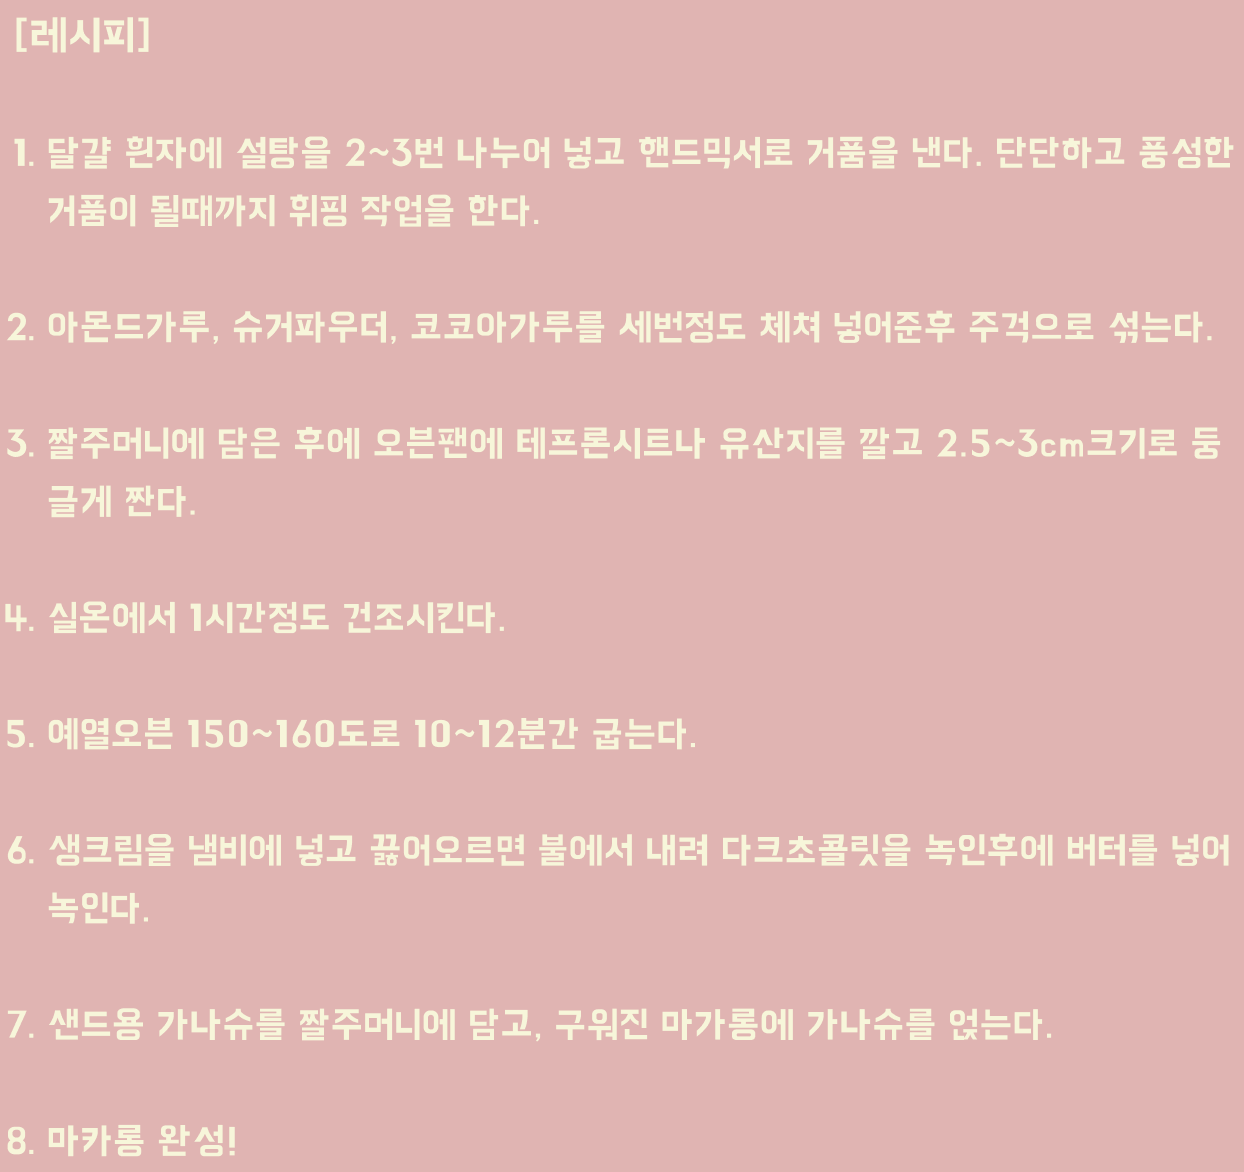 [레시피]
1. 달걀 흰자에 설탕을 2~3번 나누어 넣고 핸드믹서로 거품을 낸다. 단단하고 풍성한
거품이 될때까지 휘핑 작업을 한다.
2. 아몬드가루, 슈거파우더, 코코아가루를 세번정도 체쳐 넣어준후 주걱으로 섞는다.
3. 짤주머니에 담은 후에 오븐팬에 테프론시트나 유산지를 깔고 2.5~3cm크기로 둥
글게 짠다.
4. 실온에서 1시간정도 건조시킨다.
5. 예열오븐 150~160도로 10~12분간 굽는다.
6. 생크림을 냄비에 넣고 끓어오르면 불에서 내려 다크초콜릿을 녹인후에 버터를 넣어
녹인다.
7. 샌드용 가나슈를 짤주머니에 담고, 구워진 마가롱에 가나슈를 얹는다.
8. 마카롱 완성!